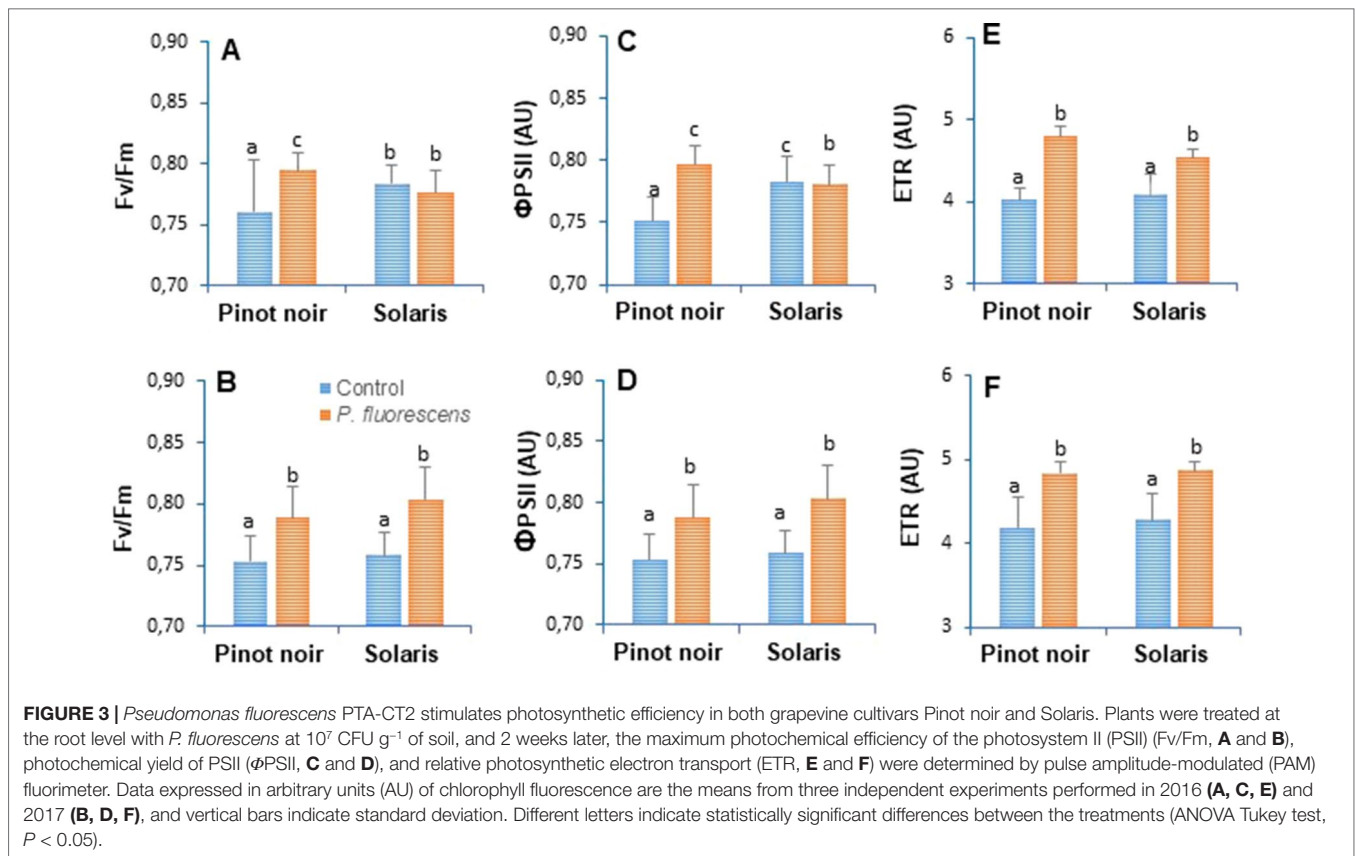 A
Fv/Fm
0,90
0,85
0,80
0,75
0,70
a
c
b
b
Pinot noir
Solaris
C
ΦPSII (AU)
0,90
0,85
0,80
0,75
0,70
a
c
c
b
Pinot noir
Solaris
E
ETR (AU)
6
5
4
3
a
b
a
b
Pinot noir
Solaris
B
Fv/Fm
0,90
0,85
0,80
0,75
0,70
Control
P. fluorescens
a
b
a
b
Pinot noir
Solaris
D
ΦPSII (AU)
0,90
0,85
0,80
0,75
0,70
a
b
a
b
Pinot noir
Solaris
F
ETR (AU)
6
5
4
3
a
b
a
b
Pinot noir
Solaris
FIGURE 3 | Pseudomonas fluorescens PTA-CT2 stimulates photosynthetic efficiency in both grapevine cultivars Pinot noir and Solaris. Plants were treated at
the root level with P. fluorescens at 10⁷ CFU g⁻¹ of soil, and 2 weeks later, the maximum photochemical efficiency of the photosystem II (PSII) (Fv/Fm, A and B),
photochemical yield of PSII (ΦPSII, C and D), and relative photosynthetic electron transport (ETR, E and F) were determined by pulse amplitude-modulated (PAM)
fluorimeter. Data expressed in arbitrary units (AU) of chlorophyll fluorescence are the means from three independent experiments performed in 2016 (A, C, E) and
2017 (B, D, F), and vertical bars indicate standard deviation. Different letters indicate statistically significant differences between the treatments (ANOVA Tukey test,
P < 0.05).